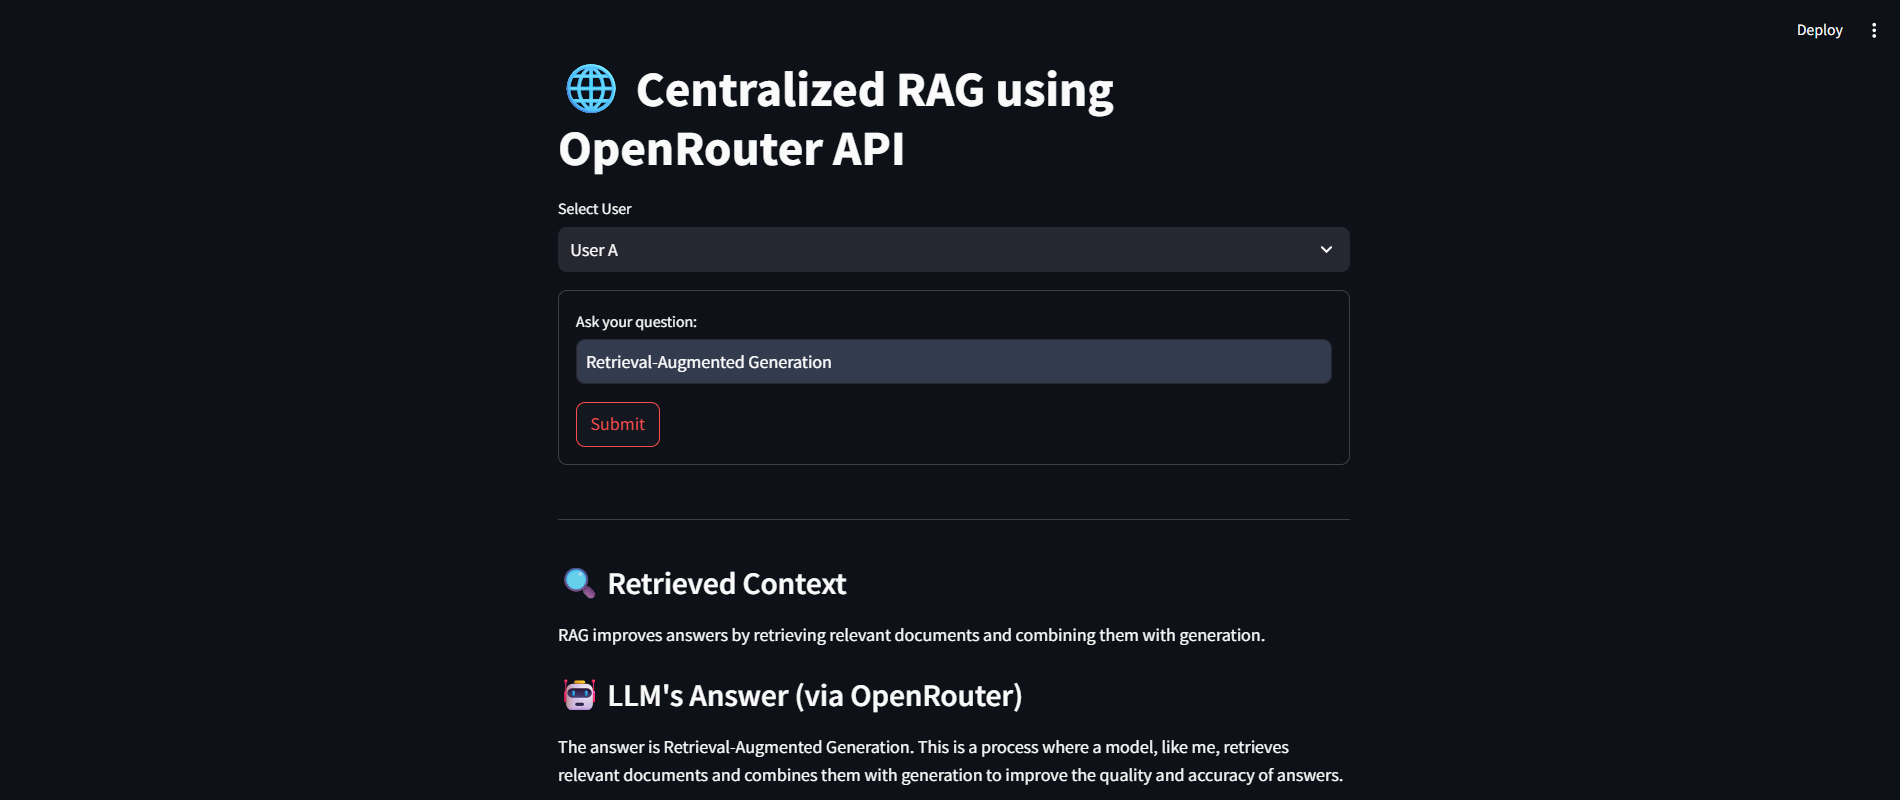 Deploy
Centralized RAG using
OpenRouter API
Select User
User A
Ask your question:
Retrieval-Augmented Generation
Submit
Retrieved Context
RAG improves answers by retrieving relevant documents and combining them with generation.
LLM's Answer (via OpenRouter)
The answer is Retrieval-Augmented Generation. This is a process where a model, like me, retrieves
relevant documents and combines them with generation to improve the quality and accuracy of answers.